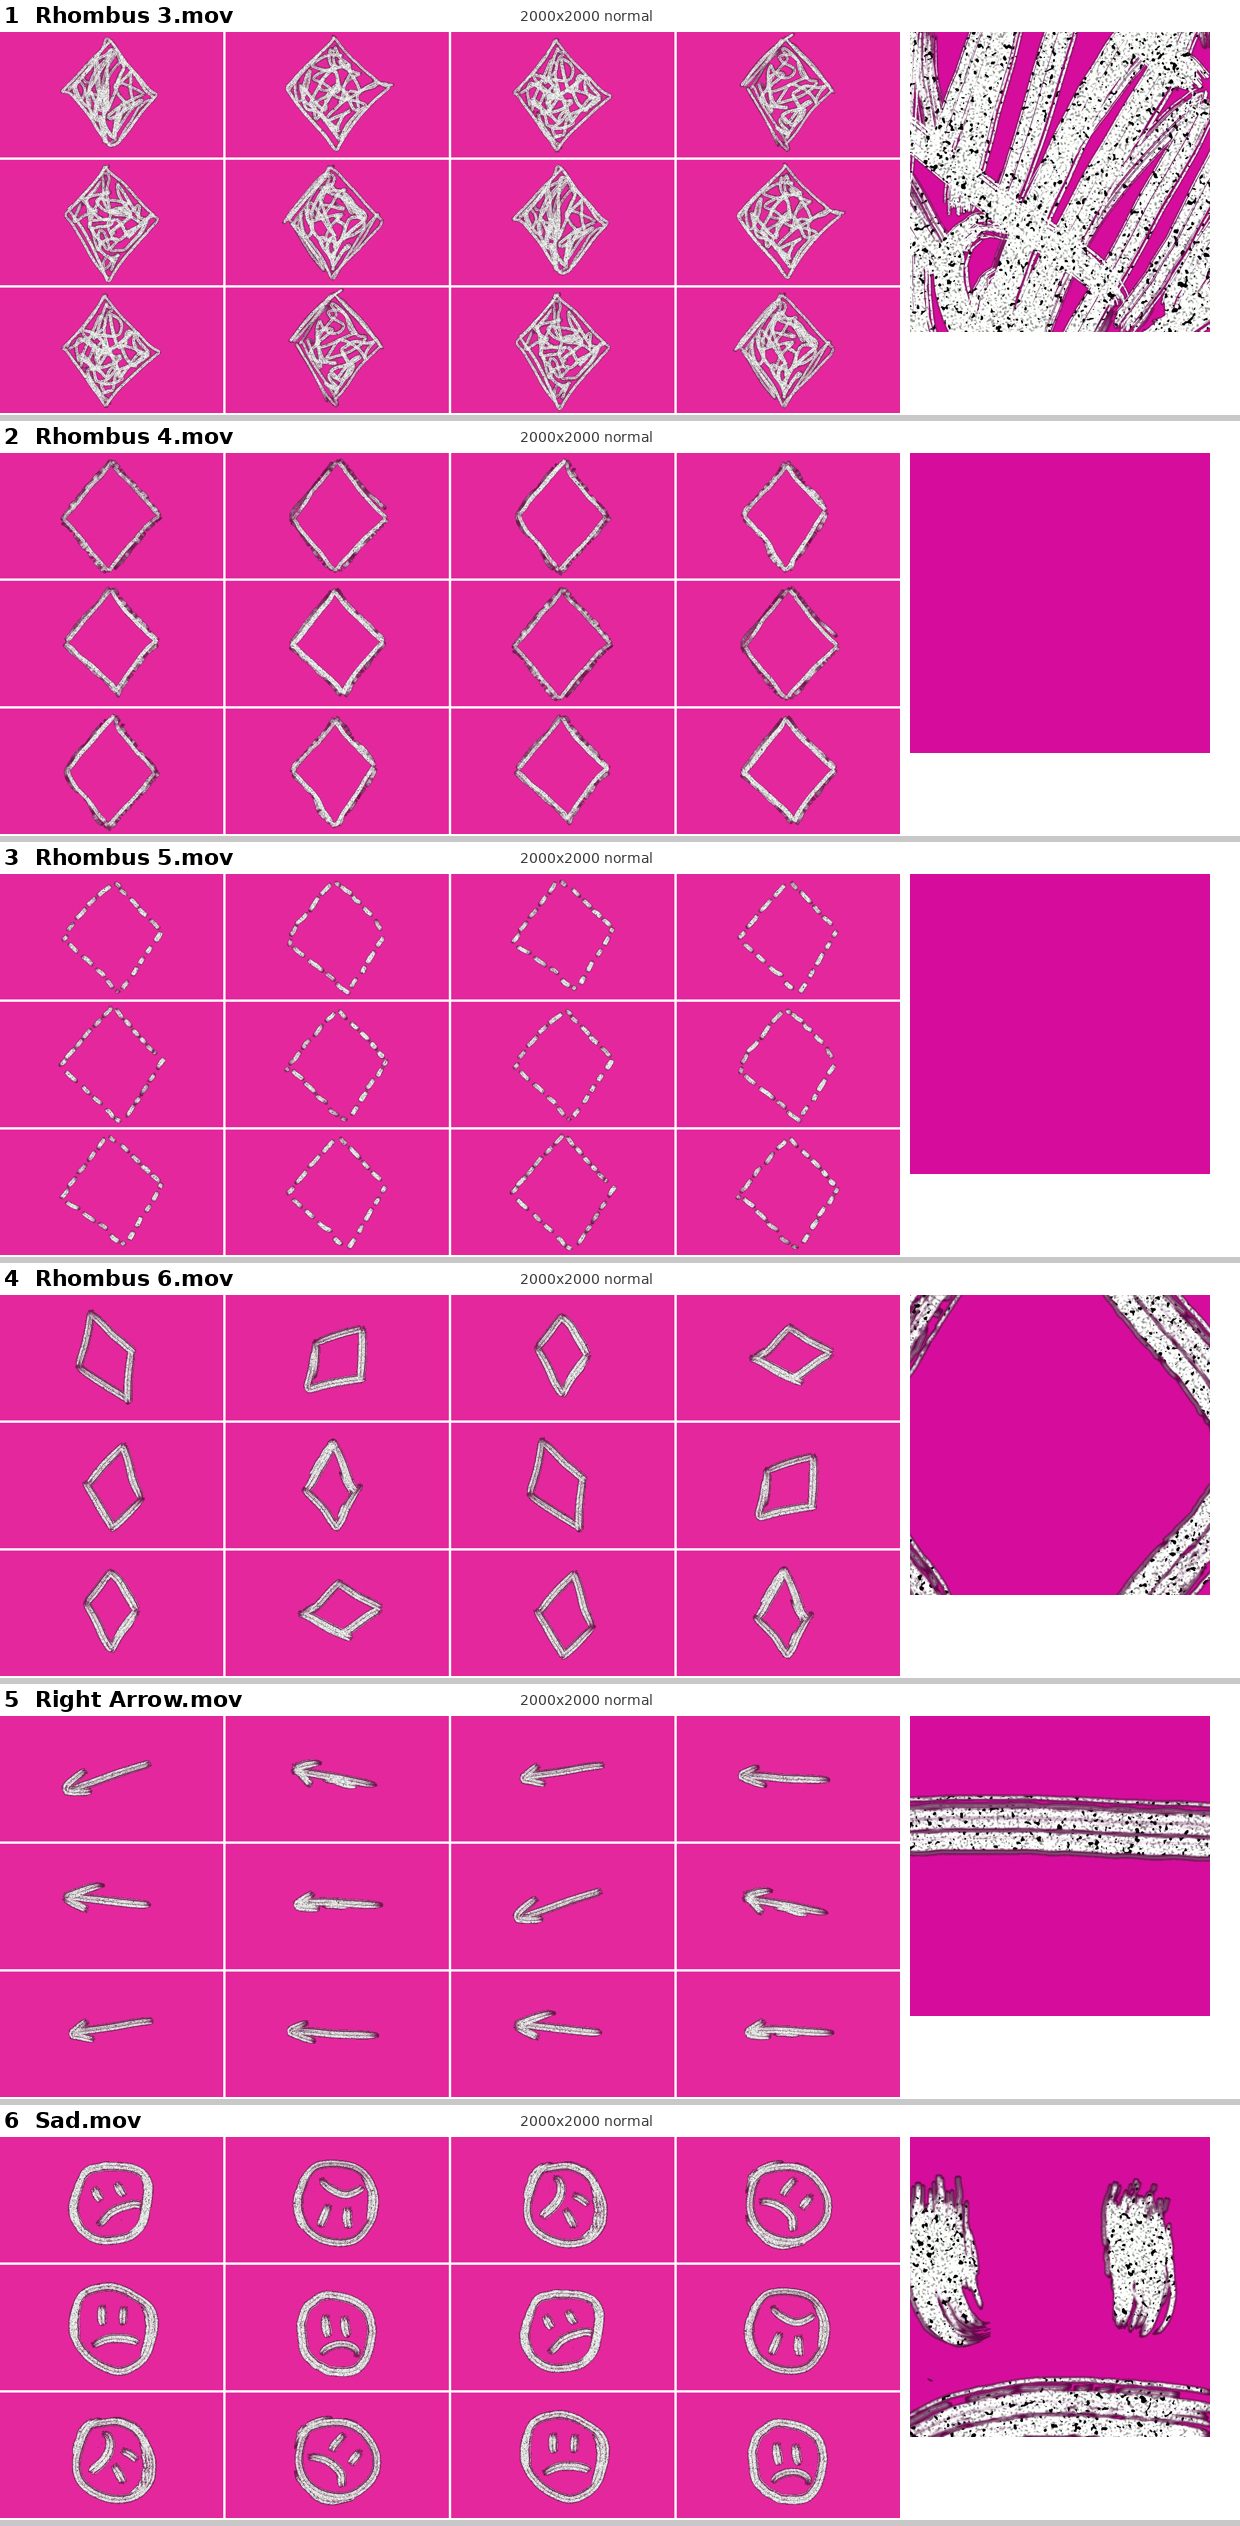 1 Rhombus 3.mov 2000x2000 normal
2 Rhombus 4.mov 2000x2000 normal
3 Rhombus 5.mov 2000x2000 normal
4 Rhombus 6.mov 2000x2000 normal
5 Right Arrow.mov 2000x2000 normal
6 Sad.mov 2000x2000 normal